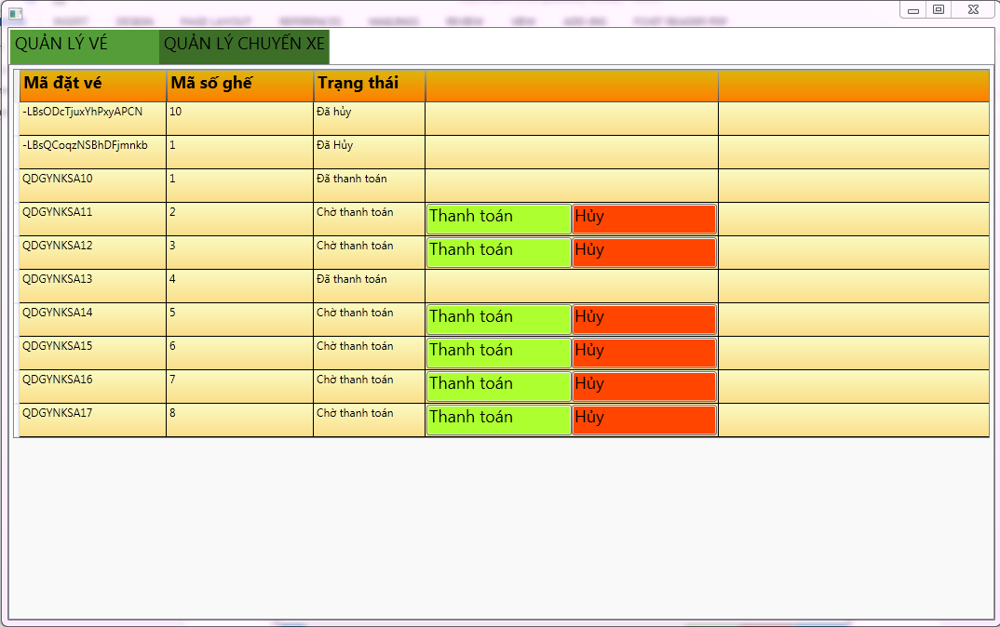 QUẢN LÝ VÉ QUẢN LÝ CHUYẾN XE
Mã đặt vé Mã số ghế Trạng thái
-LBsODcTjuxYhPxyAPCN 10 Đã hủy
-LBsQCoqzNSBhDFjmnkb 1 Đã Hủy
QDGYNKSA10 1 Đã thanh toán
QDGYNKSA11 2 Chờ thanh toán Thanh toán Hủy
QDGYNKSA12 3 Chờ thanh toán Thanh toán Hủy
QDGYNKSA13 4 Đã thanh toán
QDGYNKSA14 5 Chờ thanh toán Thanh toán Hủy
QDGYNKSA15 6 Chờ thanh toán Thanh toán Hủy
QDGYNKSA16 7 Chờ thanh toán Thanh toán Hủy
QDGYNKSA17 8 Chờ thanh toán Thanh toán Hủy